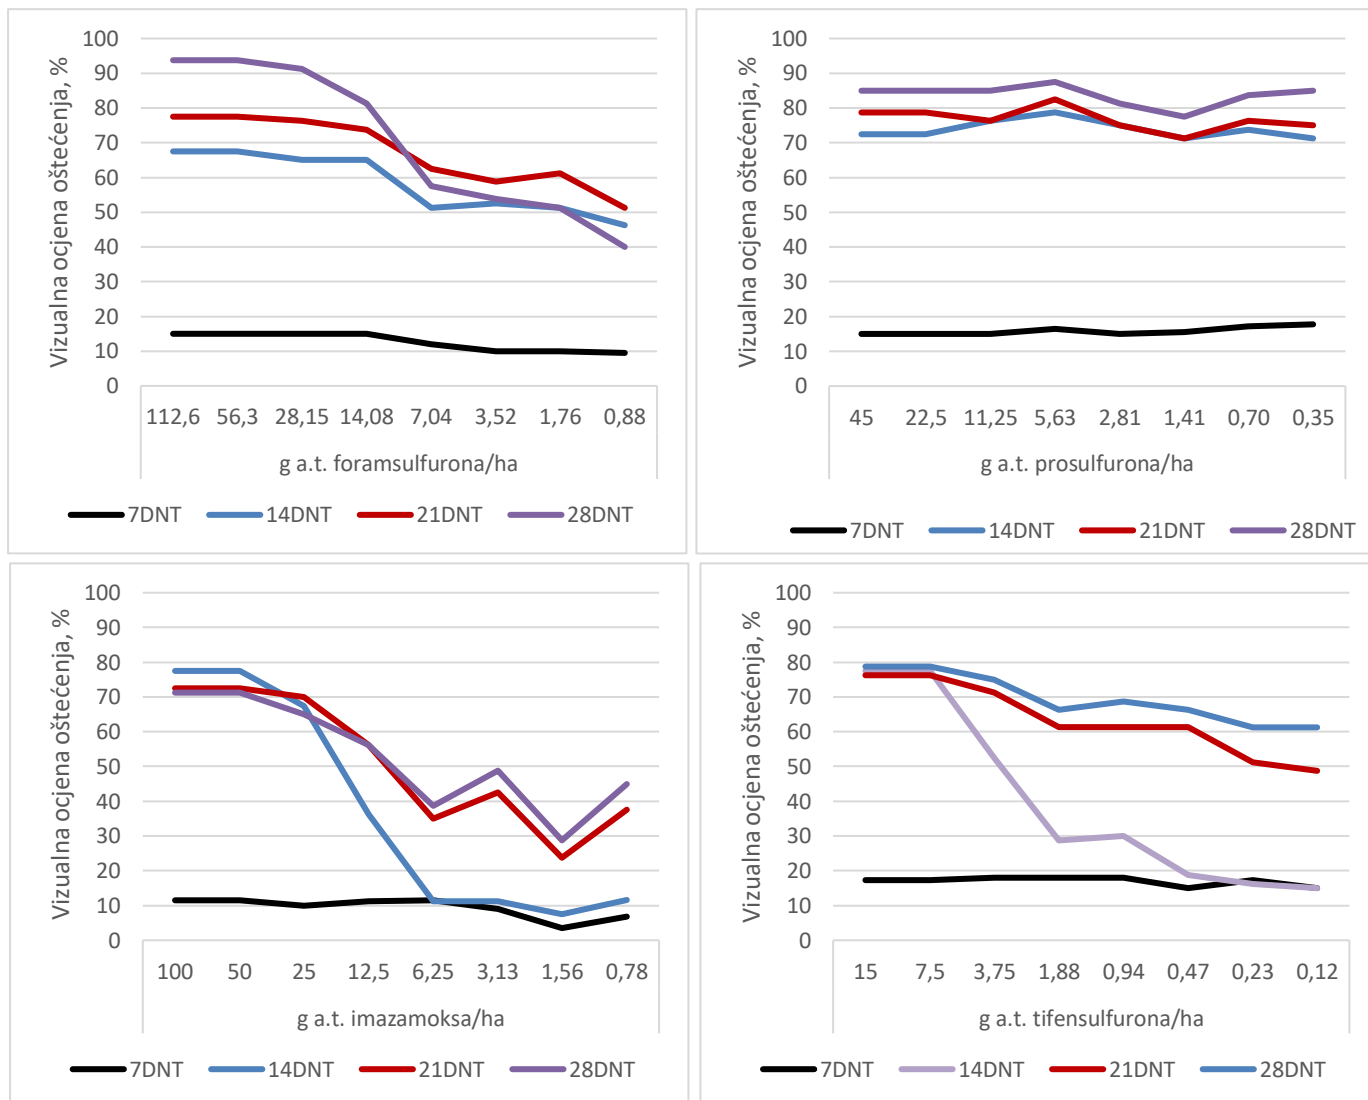 Vizualna ocjena oštećenja, %
100
90
80
70
60
50
40
30
20
10
0
112,6 56,3 28,15 14,08 7,04 3,52 1,76 0,88
g a.t. foramsulfurona/ha
7DNT 14DNT 21DNT 28DNT
Vizualna ocjena oštećenja, %
100
90
80
70
60
50
40
30
20
10
0
45 22,5 11,25 5,63 2,81 1,41 0,70 0,35
g a.t. prosulfurona/ha
7DNT 14DNT 21DNT 28DNT
Vizualna ocjena oštećenja, %
100
90
80
70
60
50
40
30
20
10
0
100 50 25 12,5 6,25 3,13 1,56 0,78
g a.t. imazamoksa/ha
7DNT 14DNT 21DNT 28DNT
Vizualna ocjena oštećenja, %
100
90
80
70
60
50
40
30
20
10
0
15 7,5 3,75 1,88 0,94 0,47 0,23 0,12
g a.t. tifensulfurona/ha
7DNT 14DNT 21DNT 28DNT